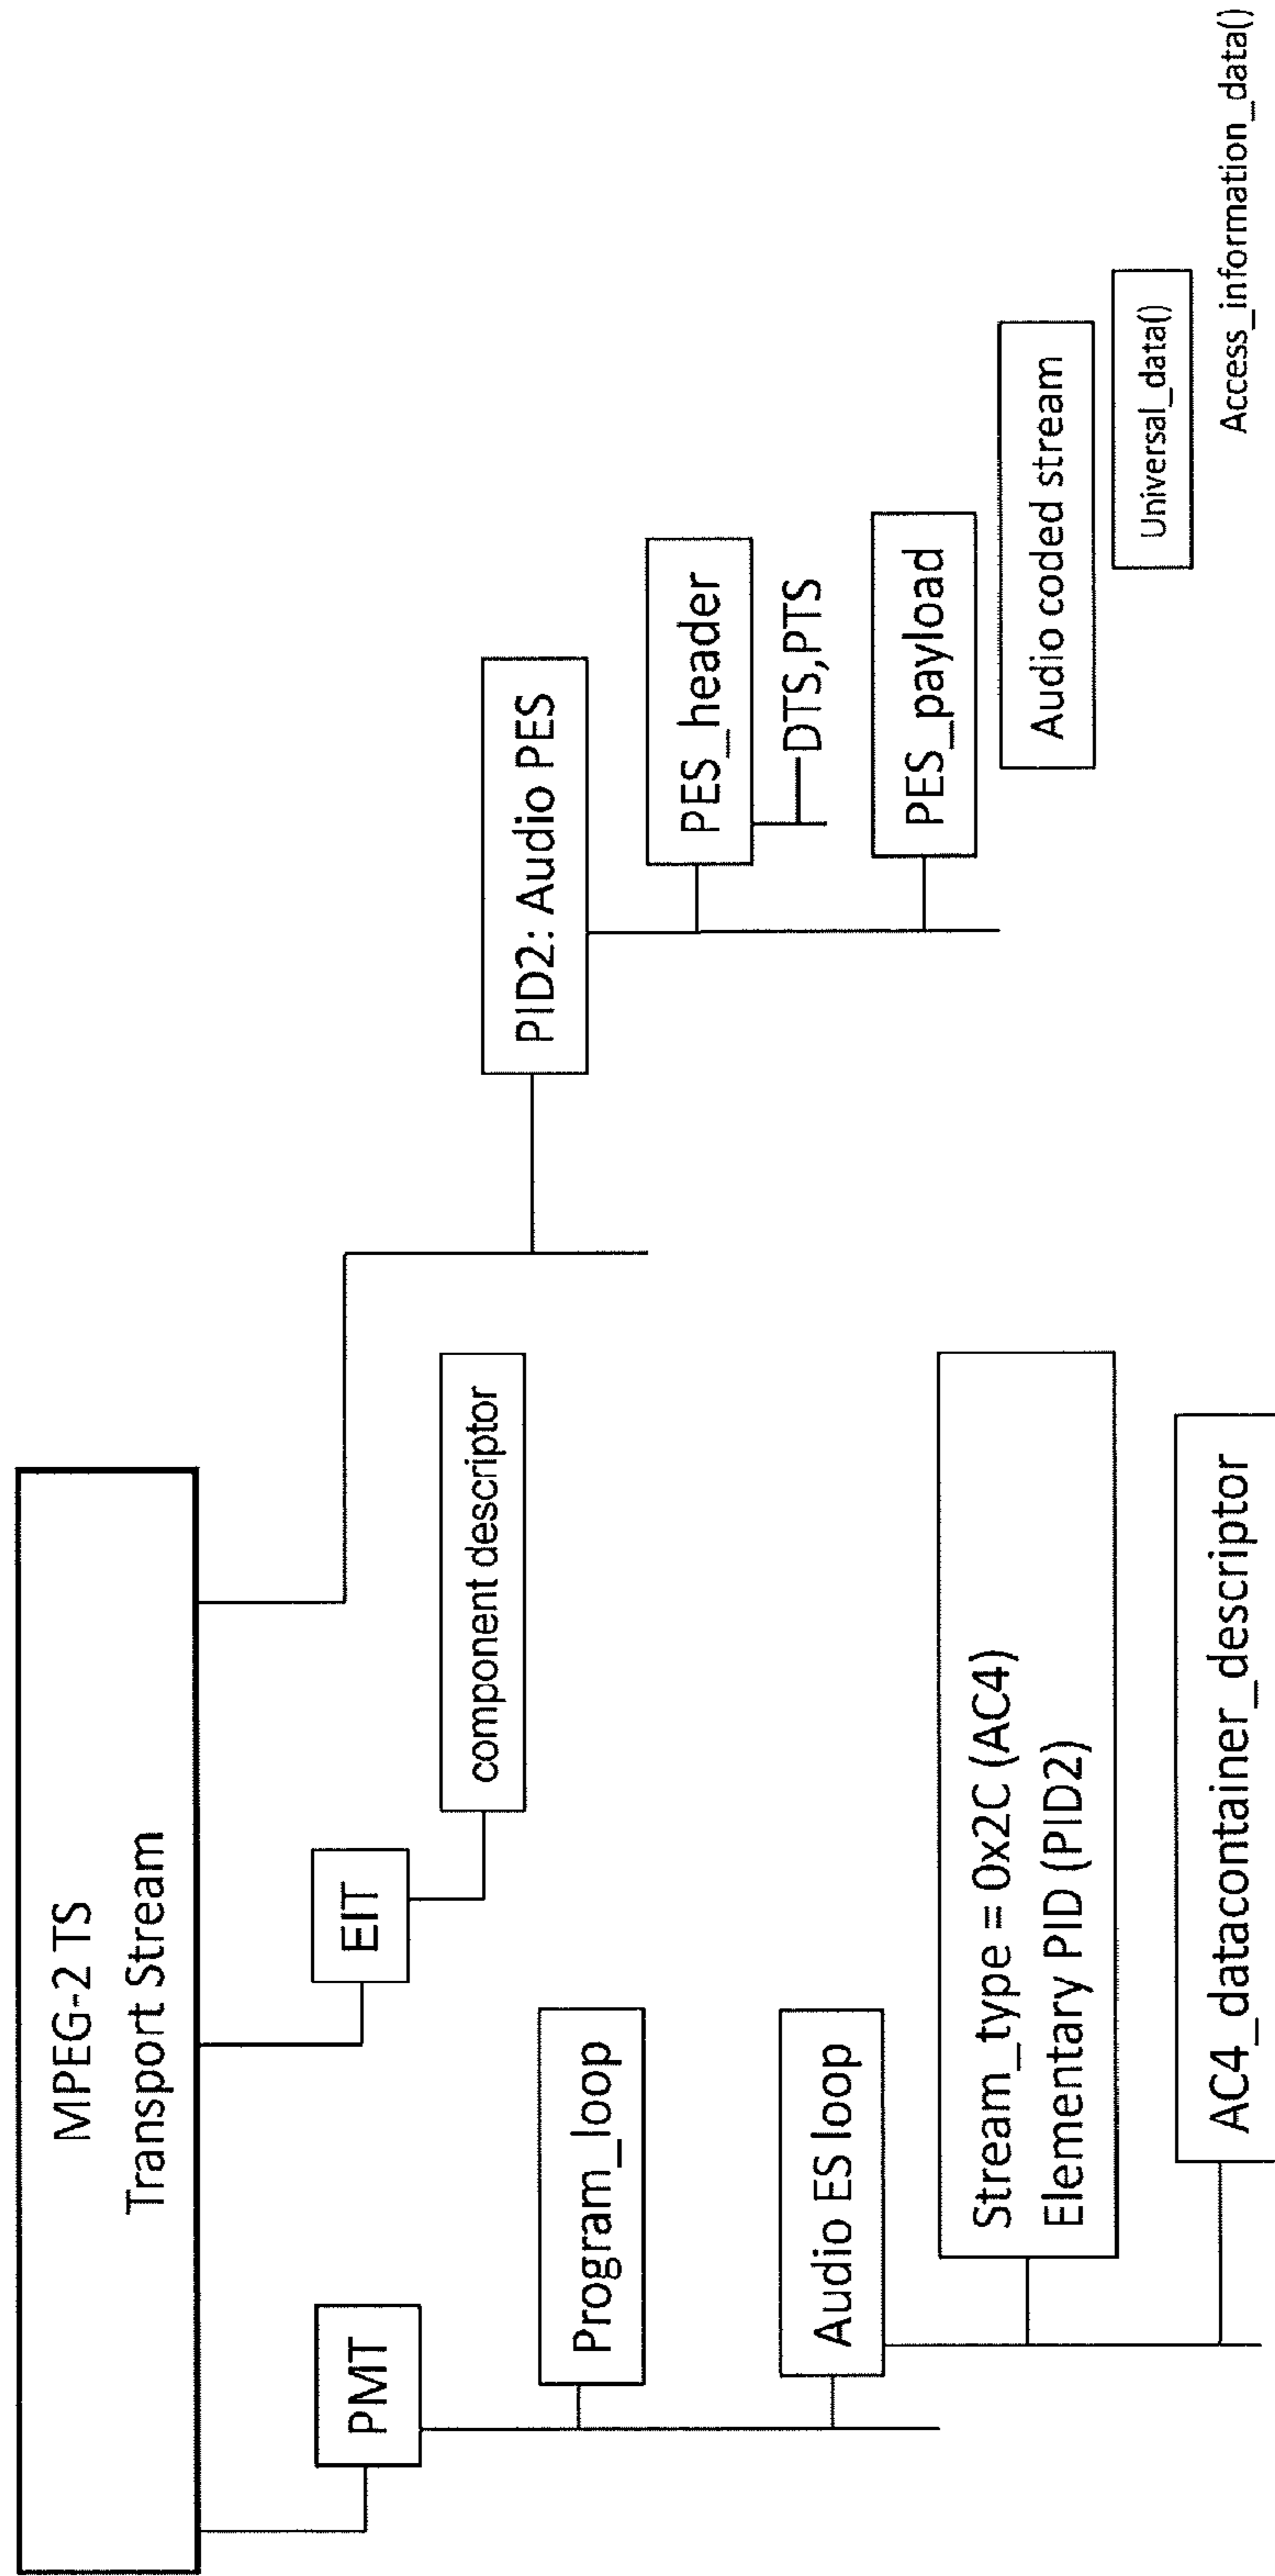 MPEG-2 TS
Transport Stream
PMT
Program_loop
Audio ES loop
Stream_type = 0x2C (AC4)
Elementary PID (PID2)
AC4_datacontainer_descriptor
EIT
component descriptor
PID2: Audio PES
PES_header
DTS,PTS
PES_payload
Audio coded stream
Universal_data()
Access_information_data()